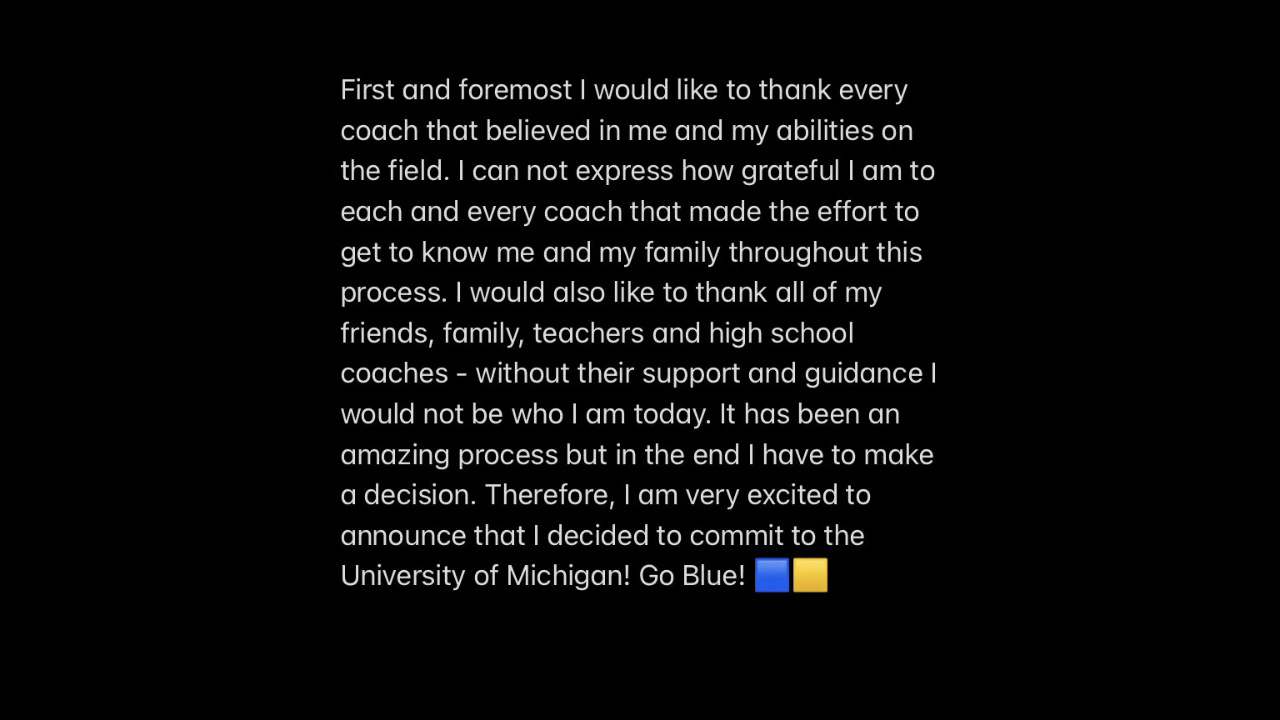 First and foremost I would like to thank every
coach that believed in me and my abilities on
the field. I can not express how grateful I am to
each and every coach that made the effort to
get to know me and my family throughout this
process. I would also like to thank all of my
friends, family, teachers and high school
coaches - without their support and guidance I
would not be who I am today. It has been an
amazing process but in the end I have to make
a decision. Therefore, I am very excited to
announce that I decided to commit to the
University of Michigan! Go Blue! 🟦🟨